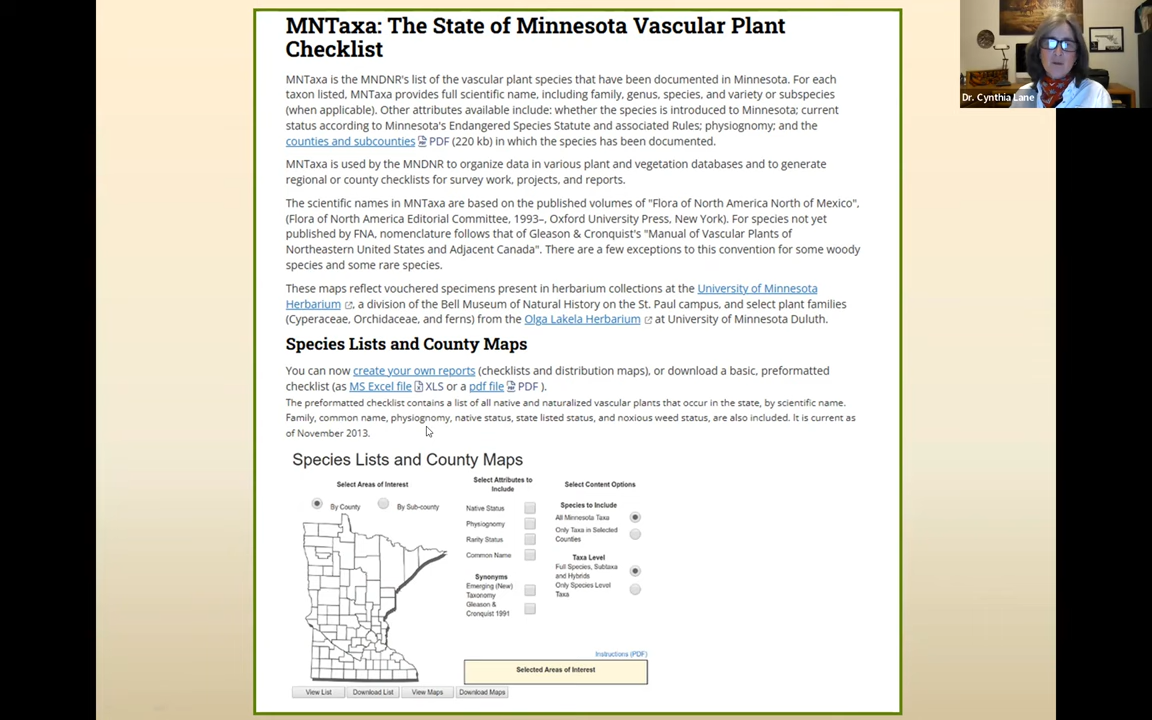 MNTaxa: The State of Minnesota Vascular Plant
Checklist
MNTaxa is the MNDNR's list of the vascular plant species that have been documented in Minnesota. For each
taxon listed, MNTaxa provides full scientific name, including family, genus, species, and variety or subspecies
(when applicable). Other attributes available include: whether the species is introduced to Minnesota; current
status according to Minnesota's Endangered Species Statute and associated Rules; physiognomy; and the
counties and subcounties PDF (220 kb) in which the species has been documented.
MNTaxa is used by the MNDNR to organize data in various plant and vegetation databases and to generate
regional or county checklists for survey work, projects, and reports.
The scientific names in MNTaxa are based on the published volumes of "Flora of North America North of Mexico",
(Flora of North America Editorial Committee, 1993–, Oxford University Press, New York). For species not yet
published by FNA, nomenclature follows that of Gleason & Cronquist's "Manual of Vascular Plants of
Northeastern United States and Adjacent Canada". There are a few exceptions to this convention for some woody
species and some rare species.
These maps reflect vouchered specimens present in herbarium collections at the University of Minnesota
Herbarium , a division of the Bell Museum of Natural History on the St. Paul campus, and select plant families
(Cyperaceae, Orchidaceae, and ferns) from the Olga Lakela Herbarium at University of Minnesota Duluth.
Species Lists and County Maps
You can now create your own reports (checklists and distribution maps), or download a basic, preformatted
checklist (as MS Excel file XLS or a pdf file PDF ).
The preformatted checklist contains a list of all native and naturalized vascular plants that occur in the state, by scientific name.
Family, common name, physiognomy, native status, state listed status, and noxious weed status, are also included. It is current as
of November 2013.
Species Lists and County Maps
Select Areas of Interest
By County
By Sub-county
Select Attributes to
Include
Native Status
Physiognomy
Rarity Status
Common Name
Synonyms
Emerging (New)
Taxonomy
Gleason &
Cronquist 1991
Select Content Options
Species to Include
All Minnesota Taxa
Only Taxa in Selected
Counties
Taxa Level
Full Species, Subtaxa
and Hybrids
Only Species Level
Taxa
Instructions (PDF)
Selected Areas of Interest
View List
Download List
View Maps
Download Maps
Dr. Cynthia Lane